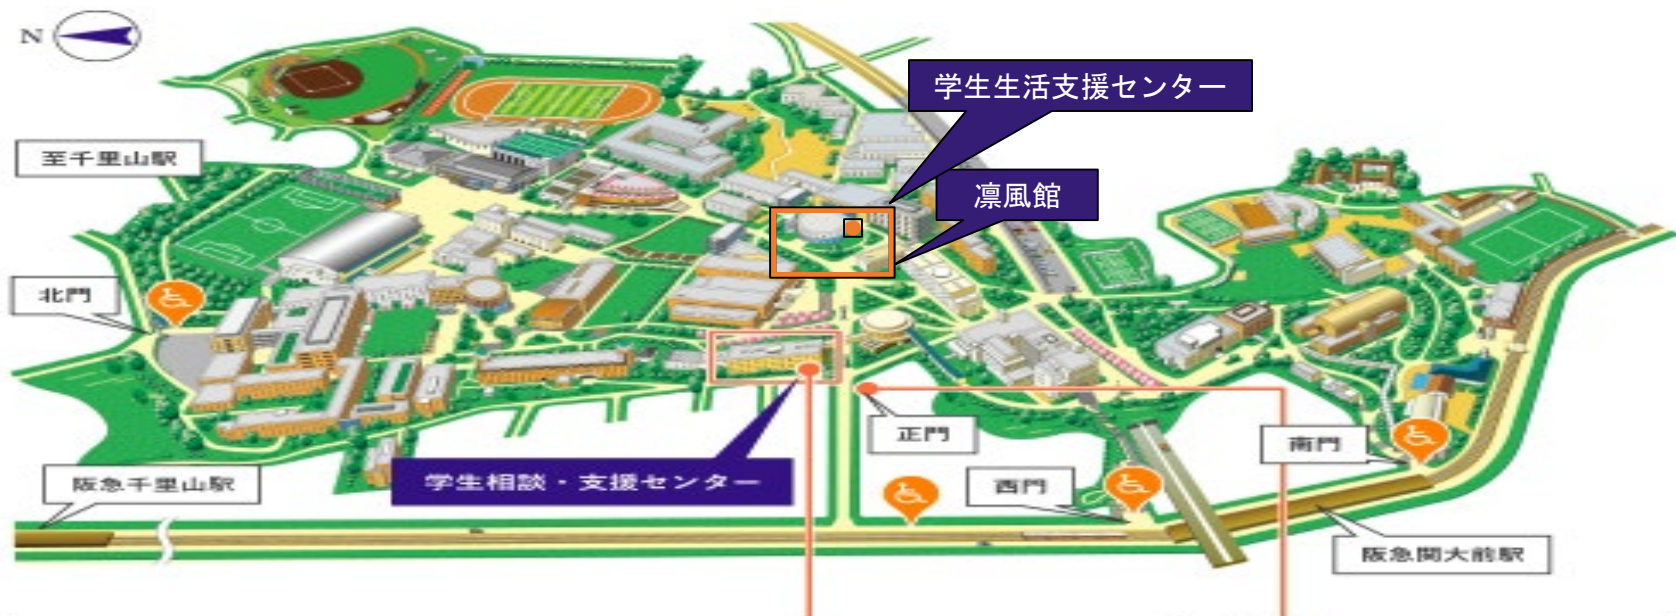 N
学生生活支援センター
至千里山駅
凛風館
北門
正門
南門
阪急千里山駅
学生相談・支援センター
西門
阪急関大前駅